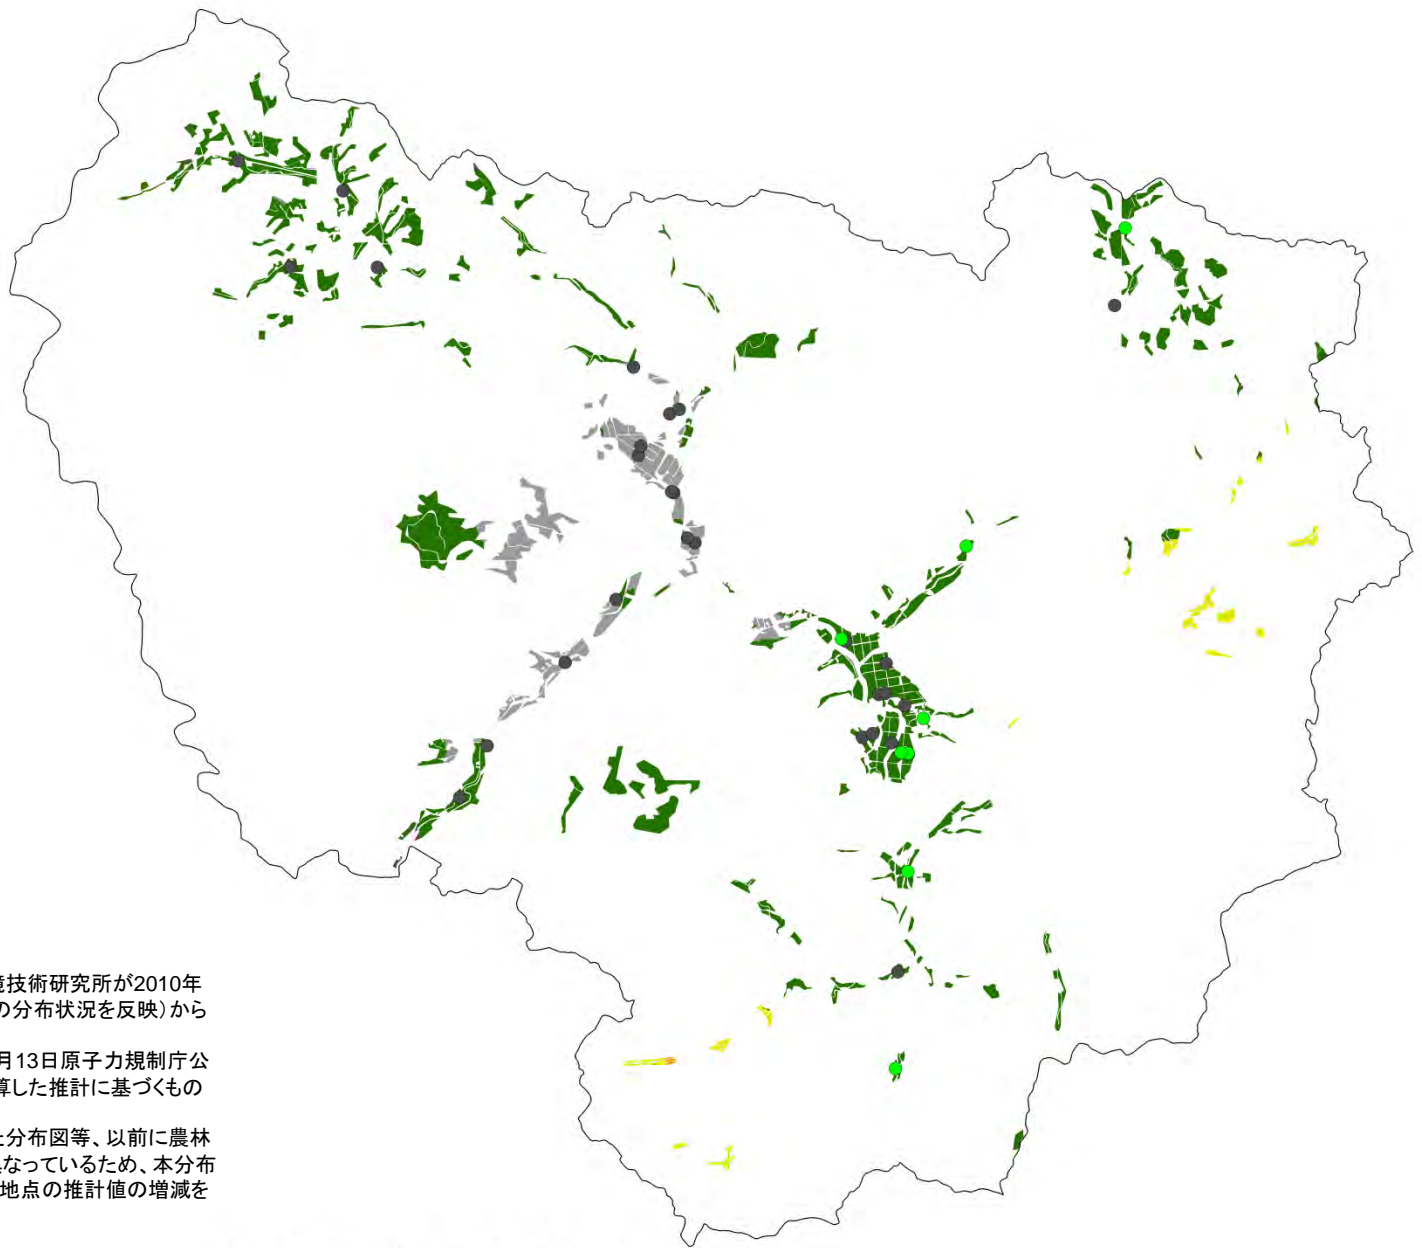 境技術研究所が2010年
の分布状況を反映)から
月13日原子力規制庁公
算した推計に基づくもの
た分布図等、以前に農林
異なっているため、本分布
地点の推計値の増減を